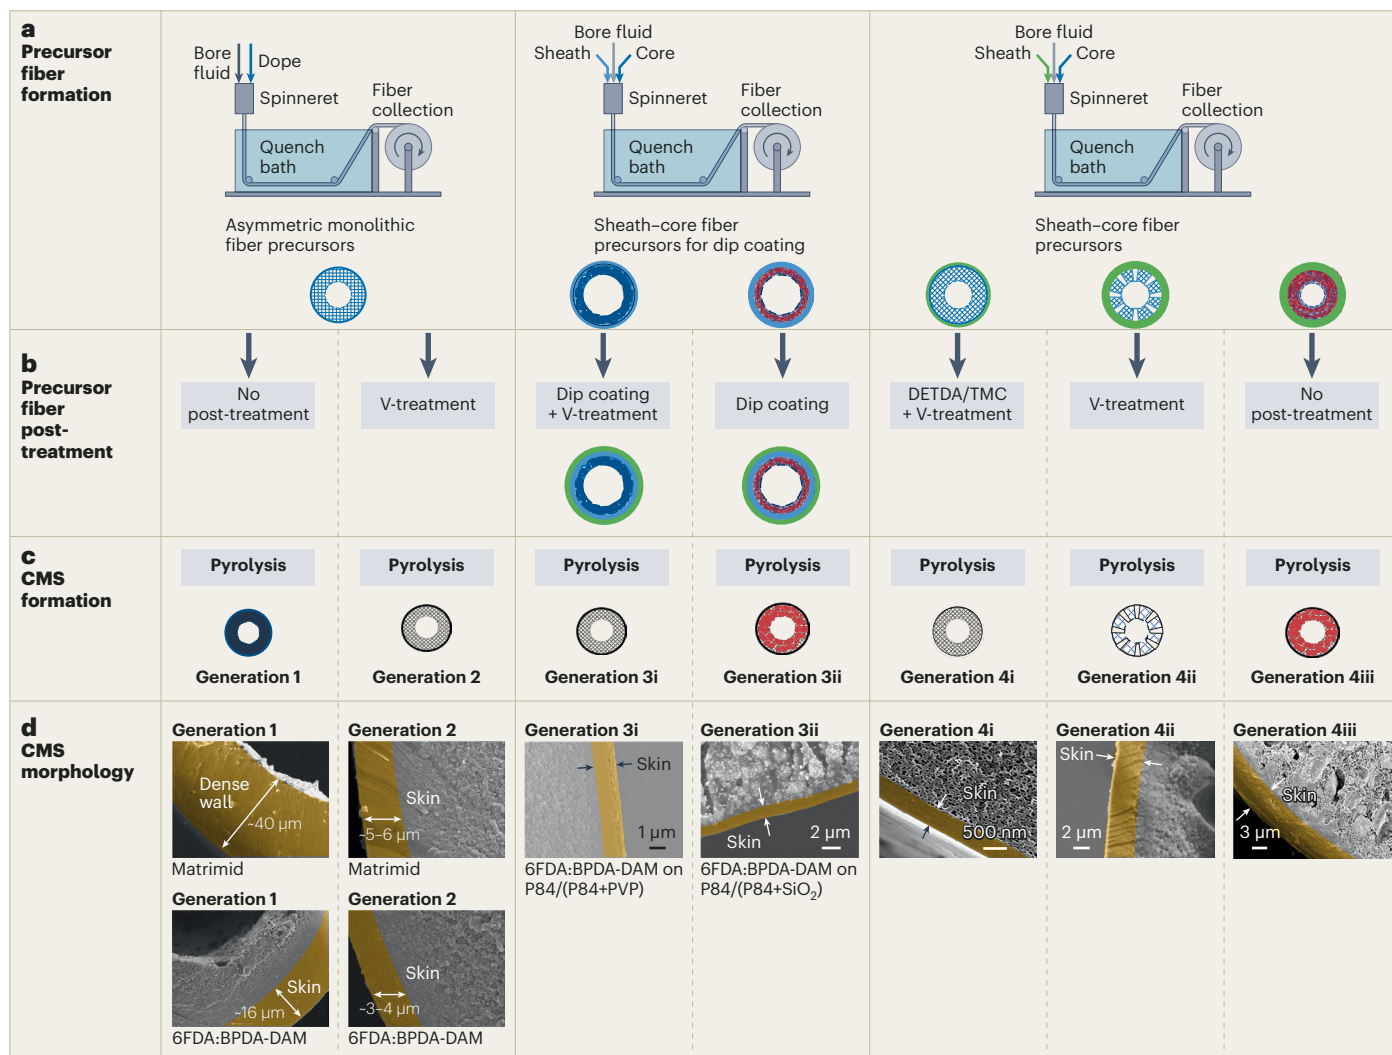 a
Precursor
fiber
formation
Bore
fluid
Dope
Spinneret
Fiber
collection
Quench
bath
Asymmetric monolithic
fiber precursors
Bore fluid
Sheath
Core
Spinneret
Fiber
collection
Quench
bath
Sheath–core fiber
precursors for dip coating
Bore fluid
Sheath
Core
Spinneret
Fiber
collection
Quench
bath
Sheath–core fiber
precursors
b
Precursor
fiber
post-
treatment
No
post-treatment
V-treatment
Dip coating
+ V-treatment
Dip coating
DETDA/TMC
+ V-treatment
V-treatment
No
post-treatment
c
CMS
formation
Pyrolysis
Pyrolysis
Pyrolysis
Pyrolysis
Pyrolysis
Pyrolysis
Pyrolysis
Generation 1
Generation 2
Generation 3i
Generation 3ii
Generation 4i
Generation 4ii
Generation 4iii
d
CMS
morphology
Generation 1
Dense
wall
~40 µm
Matrimid
Generation 1
Skin
~16 µm
6FDA:BPDA-DAM
Generation 2
Skin
~5–6 µm
Matrimid
Generation 2
Skin
~3–4 µm
6FDA:BPDA-DAM
Generation 3i
Skin
1 µm
6FDA:BPDA-DAM on
P84/(P84+PVP)
Generation 3ii
Skin
2 µm
6FDA:BPDA-DAM on
P84/(P84+SiO2)
Generation 4i
Skin
500 nm
Generation 4ii
Skin
2 µm
Generation 4iii
Skin
3 µm